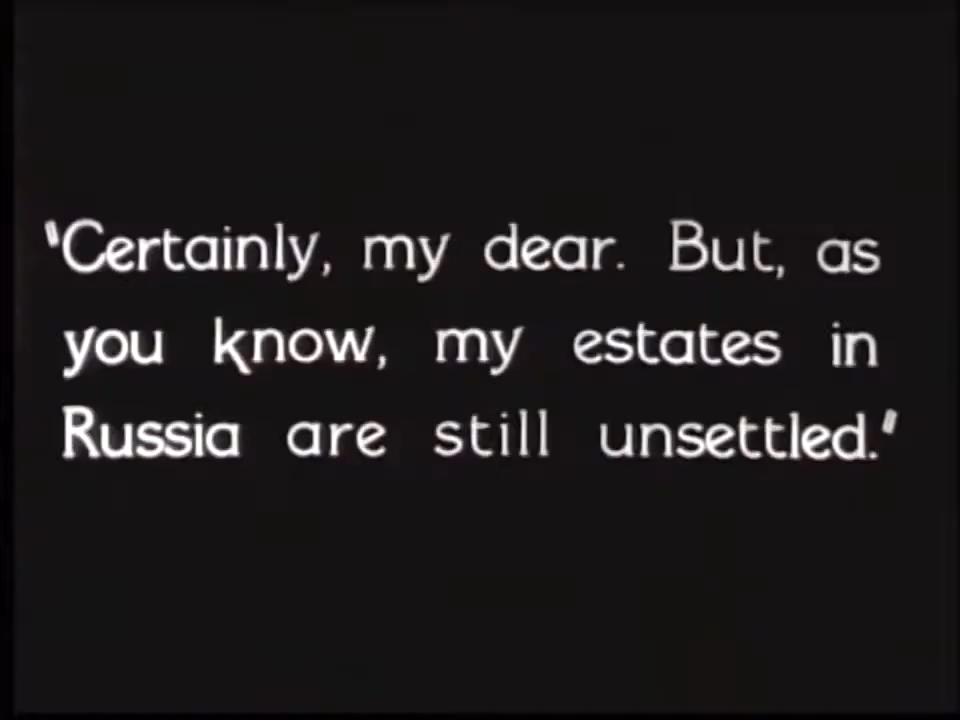 'Certainly, my dear. But, as
you know, my estates in
Russia are still unsettled.'